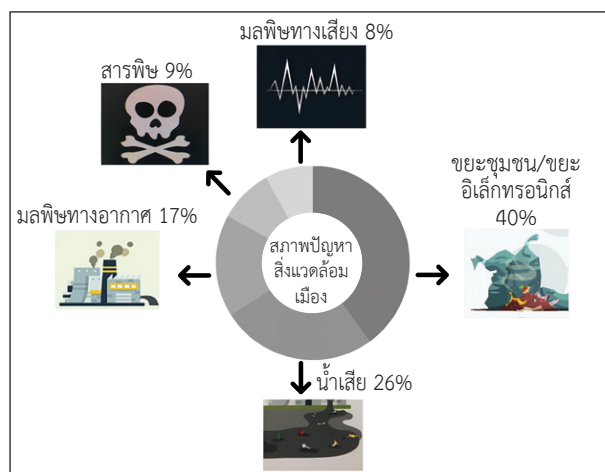 มลพิษทางเสียง 8%
สารพิษ 9%
ขยะชุมชน/ขยะ
อิเล็กทรอนิกส์
40%
มลพิษทางอากาศ 17%
สภาพปัญหา
สิ่งแวดล้อม
เมือง
น้ำเสีย 26%